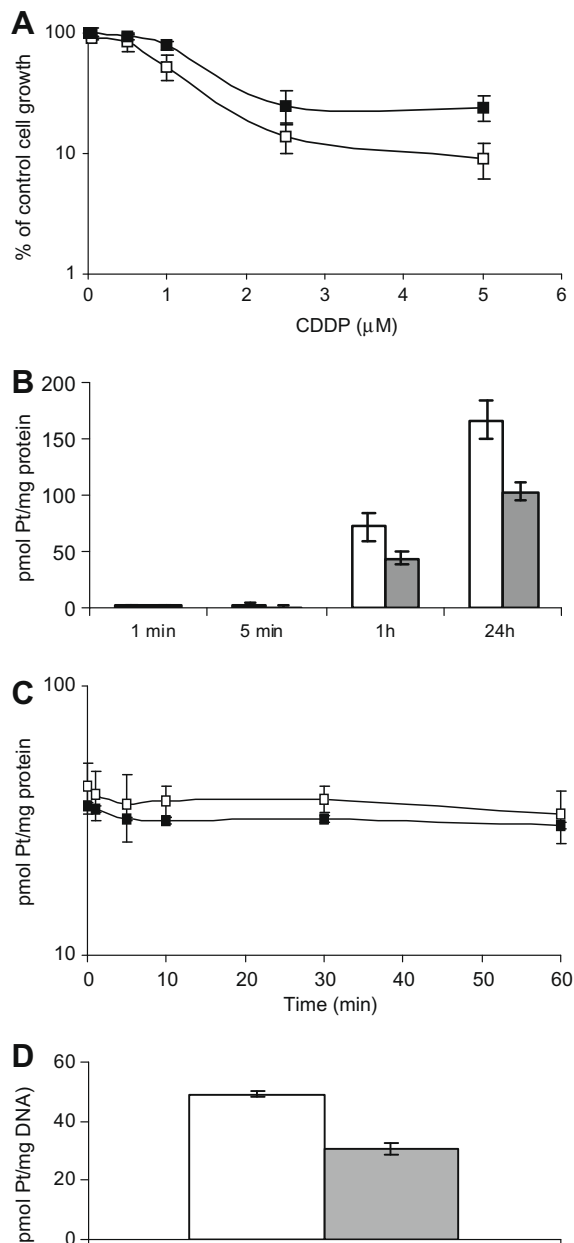 A
% of control cell growth
100
10
1
0
1
2
3
4
5
6
CDDP (µM)
B
pmol Pt/mg protein
200
150
100
50
0
1 min
5 min
1h
24h
C
pmol Pt/mg protein
100
10
0
10
20
30
40
50
60
Time (min)
D
pmol Pt/mg DNA)
60
40
20
0